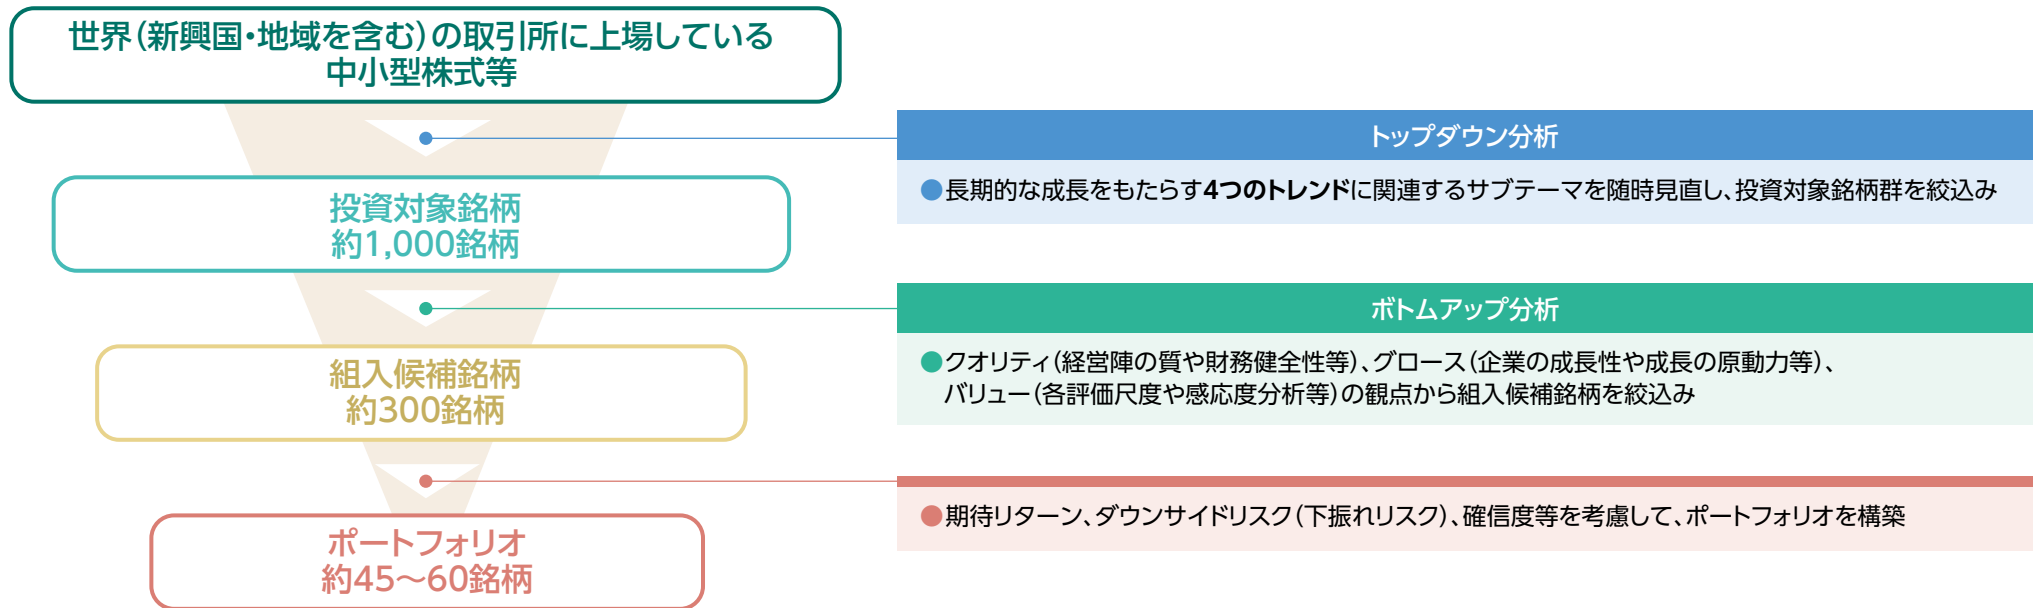 世界(新興国・地域を含む)の取引所に上場している
中小型株式等
トップダウン分析
●長期的な成長をもたらす4つのトレンドに関連するサブテーマを随時見直し、投資対象銘柄群を絞込み
投資対象銘柄
約1,000銘柄
ボトムアップ分析
●クオリティ(経営陣の質や財務健全性等)、グロース(企業の成長性や成長の原動力等)、
バリュー(各評価尺度や感応度分析等)の観点から組入候補銘柄を絞込み
組入候補銘柄
約300銘柄
●期待リターン、ダウンサイドリスク(下振れリスク)、確信度等を考慮して、ポートフォリオを構築
ポートフォリオ
約45〜60銘柄